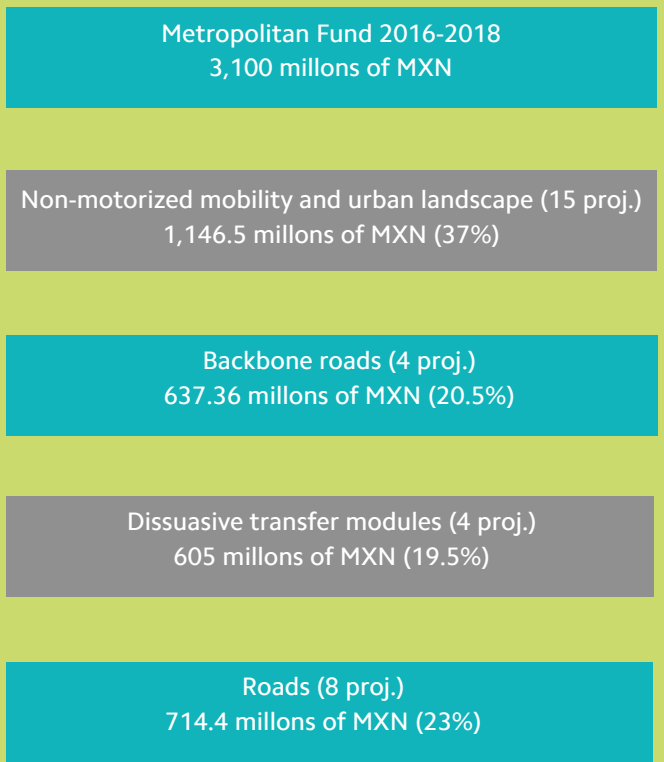 Metropolitan Fund 2016-2018
3,100 millons of MXN
Non-motorized mobility and urban landscape (15 proj.)
1,146.5 millons of MXN (37%)
Backbone roads (4 proj.)
637.36 millons of MXN (20.5%)
Dissuasive transfer modules (4 proj.)
605 millons of MXN (19.5%)
Roads (8 proj.)
714.4 millons of MXN (23%)